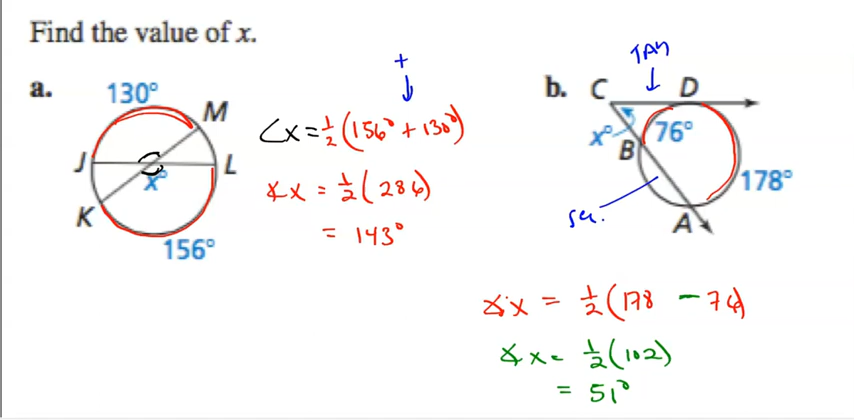 Find the value of x.
a.
130°
M
J
L
x°
K
156°
+
∠x = 1/2 (156° + 130°)
∡x = 1/2 (286)
= 143°
b.
TAN
C
D
x°
76°
B
178°
A
∡x = 1/2 (178 - 76)
∡x = 1/2 (102)
= 51°